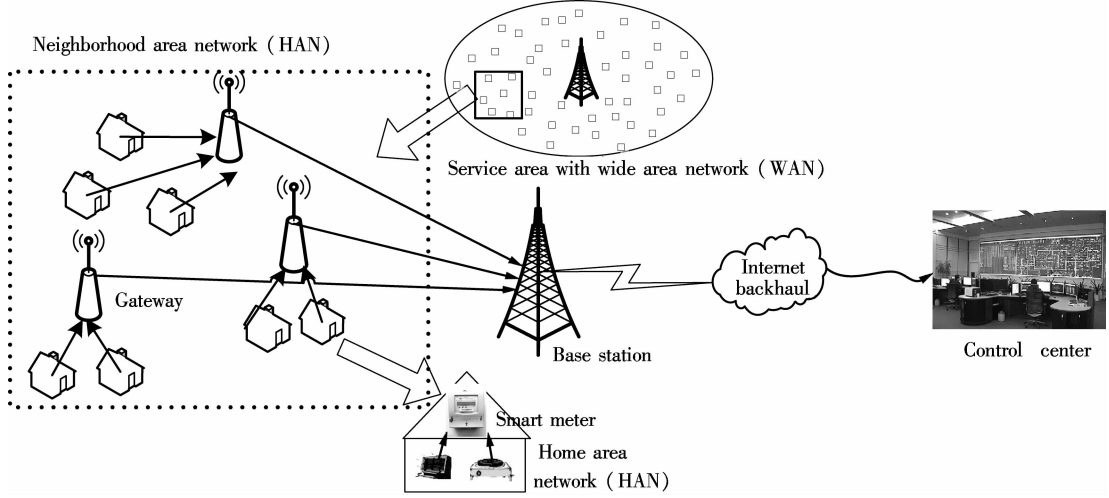 Neighborhood area network (HAN)
Service area with wide area network (WAN)
Gateway
Internet
backhaul
Base station
Control center
Smart meter
Home area
network (HAN)